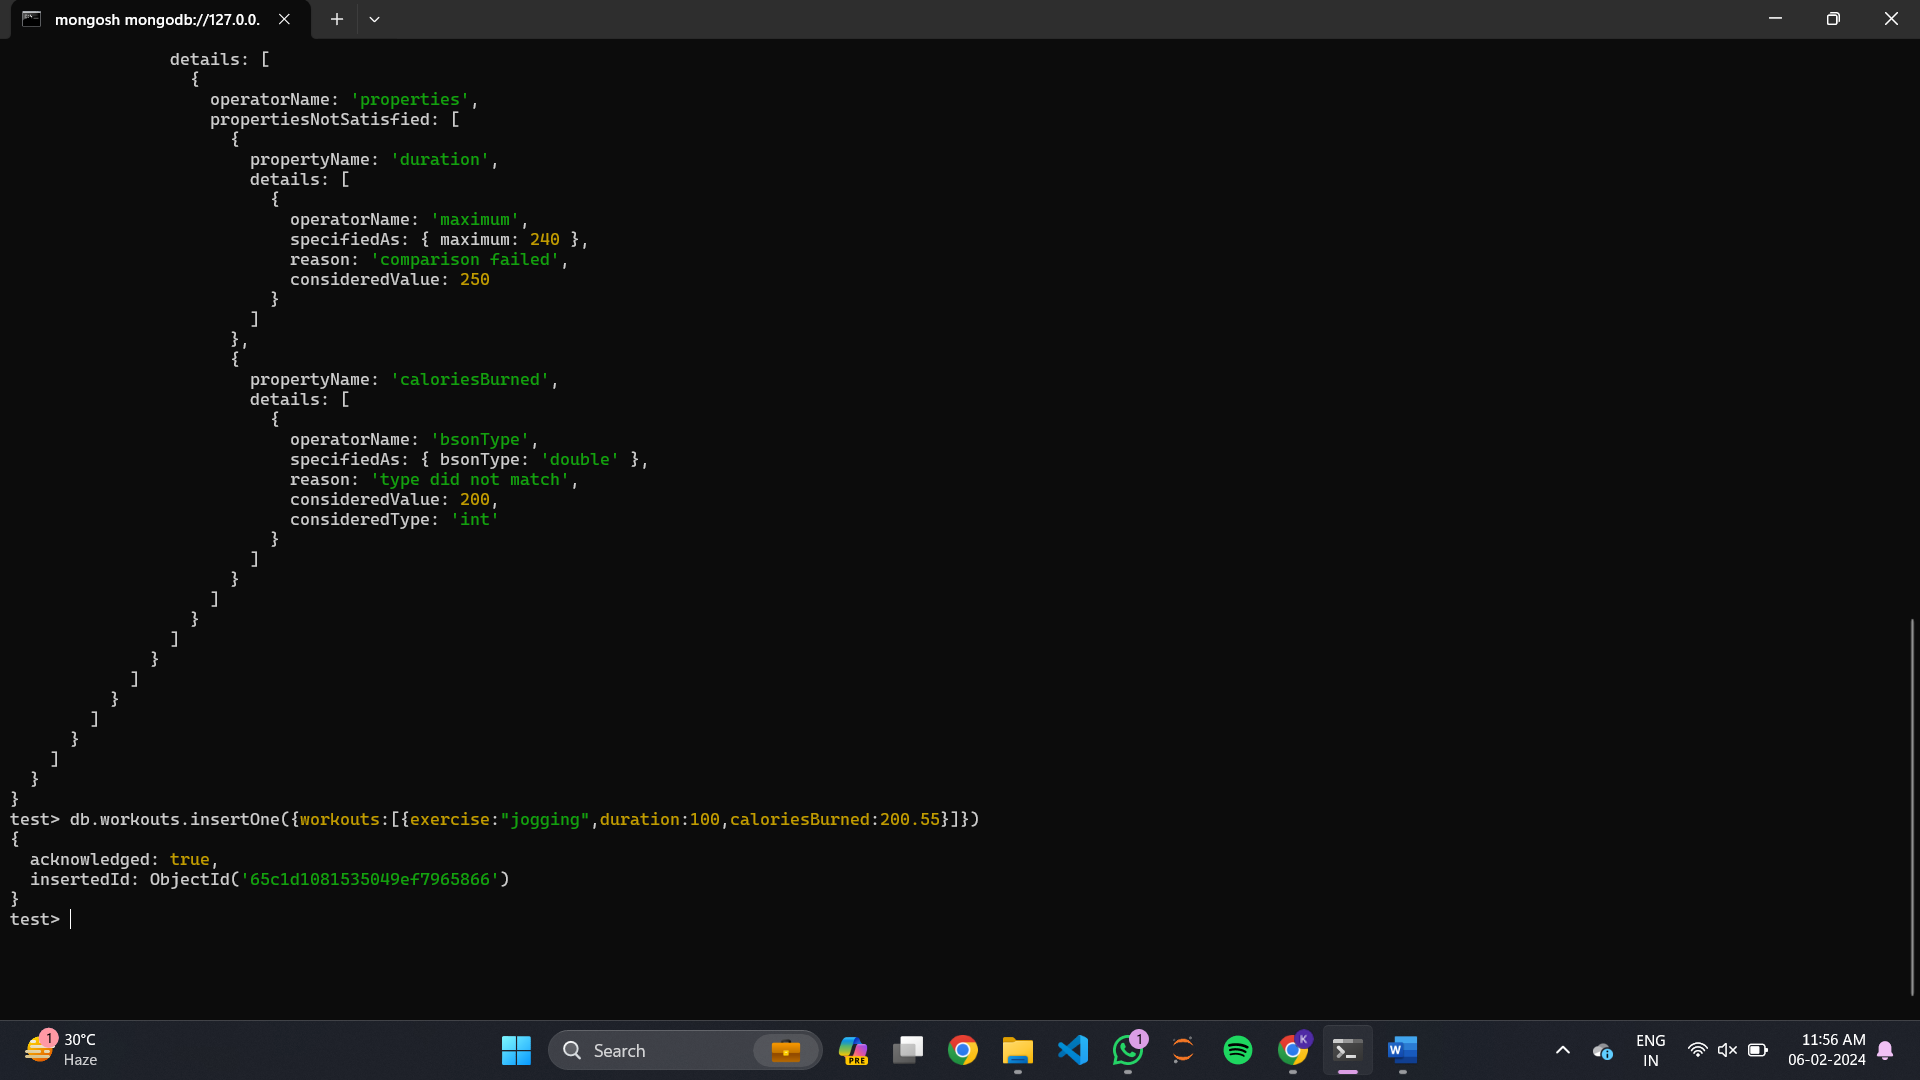 mongosh mongodb://127.0.0.
details: [
{
operatorName: 'properties',
propertiesNotSatisfied: [
{
propertyName: 'duration',
details: [
{
operatorName: 'maximum',
specifiedAs: { maximum: 240 },
reason: 'comparison failed',
consideredValue: 250
}
]
},
{
propertyName: 'caloriesBurned',
details: [
{
operatorName: 'bsonType',
specifiedAs: { bsonType: 'double' },
reason: 'type did not match',
consideredValue: 200,
consideredType: 'int'
}
]
}
]
}
]
}
]
}
]
}
]
}
}
test> db.workouts.insertOne({workouts:[{exercise:"jogging",duration:100,caloriesBurned:200.55}]})
{
acknowledged: true,
insertedId: ObjectId('65c1d1081535049ef7965866')
}
test>
1
30°C
Haze
Search
PRE
1
K
W
ENG
IN
11:56 AM
06-02-2024